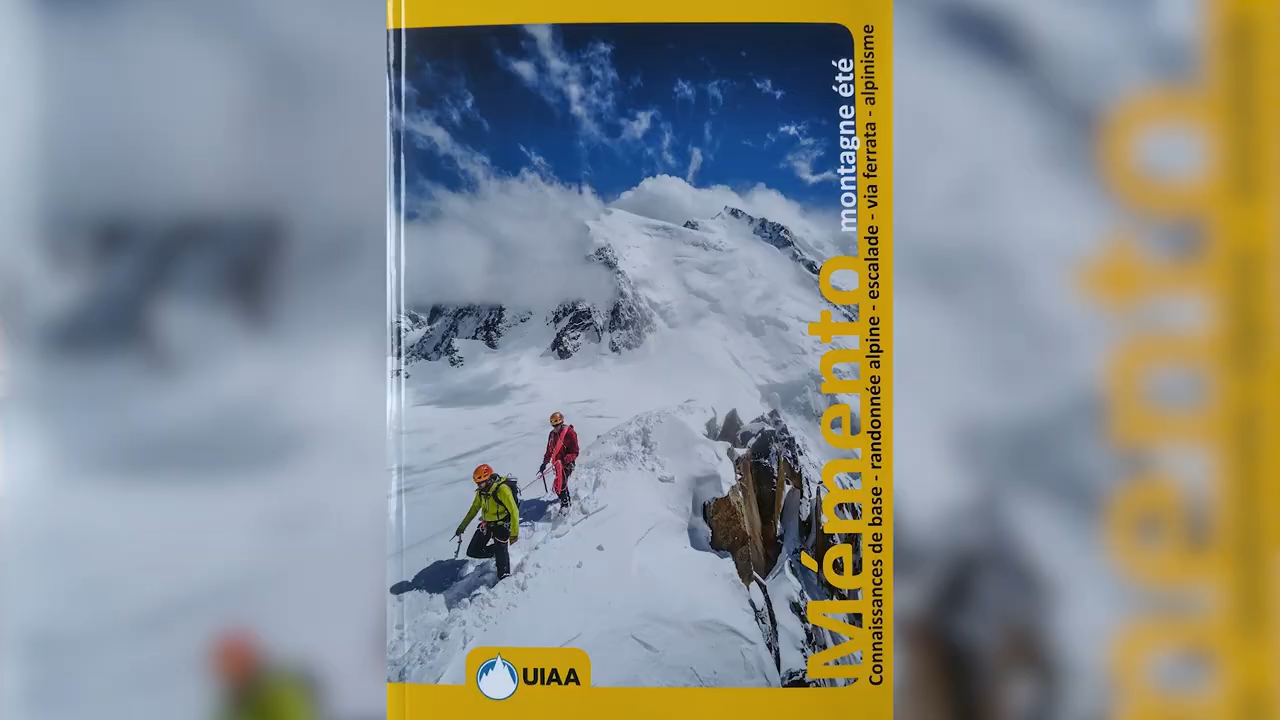 Mémento montagne été
Connaissances de base - randonnée alpine - escalade - via ferrata - alpinisme
UIAA